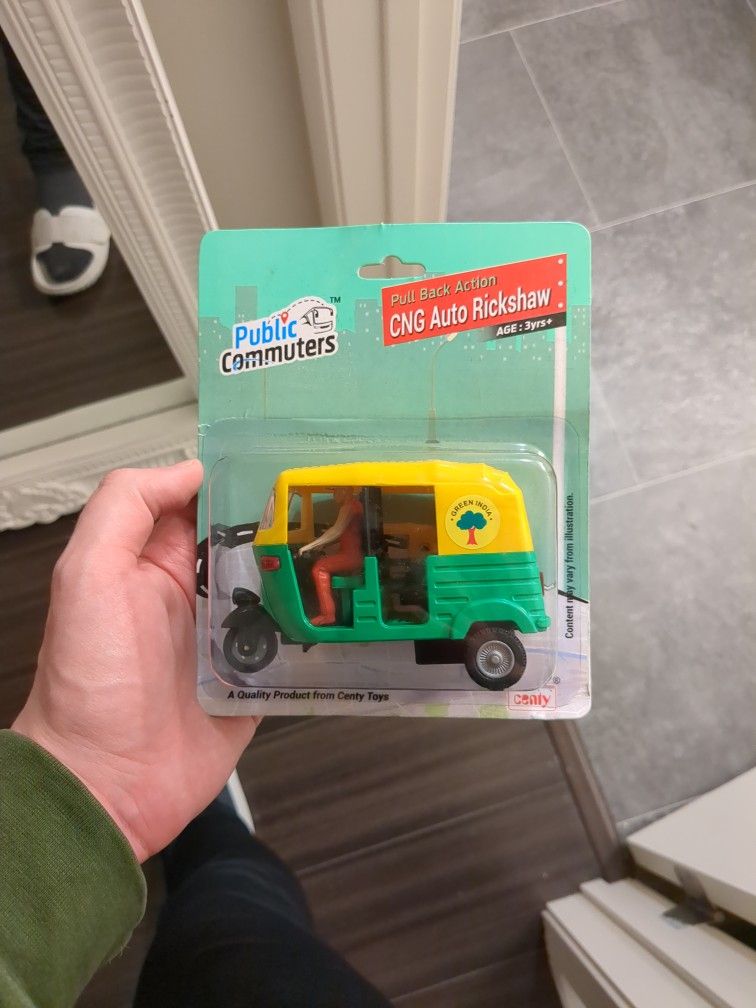 Pull Back Action
CNG Auto Rickshaw
AGE : 3yrs+
Public
Commuters
TM
GREEN INDIA
Content may vary from illustration.
A Quality Product from Centy Toys
centy
®